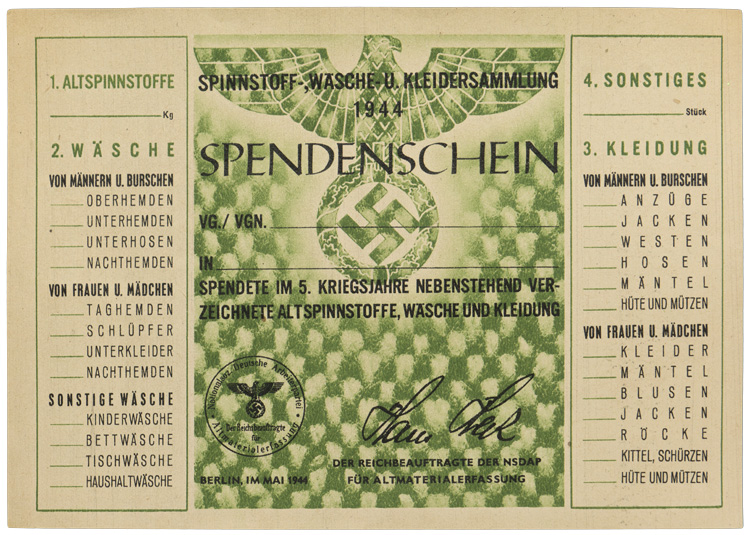 1. ALTSPINNSTOFFE
Kg
2. WÄSCHE
VON MÄNNERN U. BURSCHEN
OBERHEMDEN
UNTERHEMDEN
UNTERHOSEN
NACHTHEMDEN
VON FRAUEN U. MÄDCHEN
TAGHEMDEN
SCHLÜPFER
UNTERKLEIDER
NACHTHEMDEN
SONSTIGE WÄSCHE
KINDERWÄSCHE
BETTWÄSCHE
TISCHWÄSCHE
HAUSHALTWÄSCHE
SPINNSTOFF-, WÄSCHE- U. KLEIDERSAMMLUNG
1944
SPENDENSCHEIN
VG./ VGN.
IN
SPENDETE IM 5. KRIEGSJAHRE NEBENSTEHEND VER-
ZEICHNETE ALTSPINNSTOFFE, WÄSCHE UND KLEIDUNG
Deutsche Arbeiterpartei
Der Reichsbeauftragte
für
Altmaterialerfassung
BERLIN, IM MAI 1944
Hans Heck
DER REICHBEAUFTRAGTE DER NSDAP
FÜR ALTMATERIALERFASSUNG
4. SONSTIGES
Stück
3. KLEIDUNG
VON MÄNNERN U. BURSCHEN
ANZÜGE
JACKEN
WESTEN
HOSEN
MÄNTEL
HÜTE UND MÜTZEN
VON FRAUEN U. MÄDCHEN
KLEIDER
MÄNTEL
BLUSEN
JACKEN
RÖCKE
KITTEL, SCHÜRZEN
HÜTE UND MÜTZEN